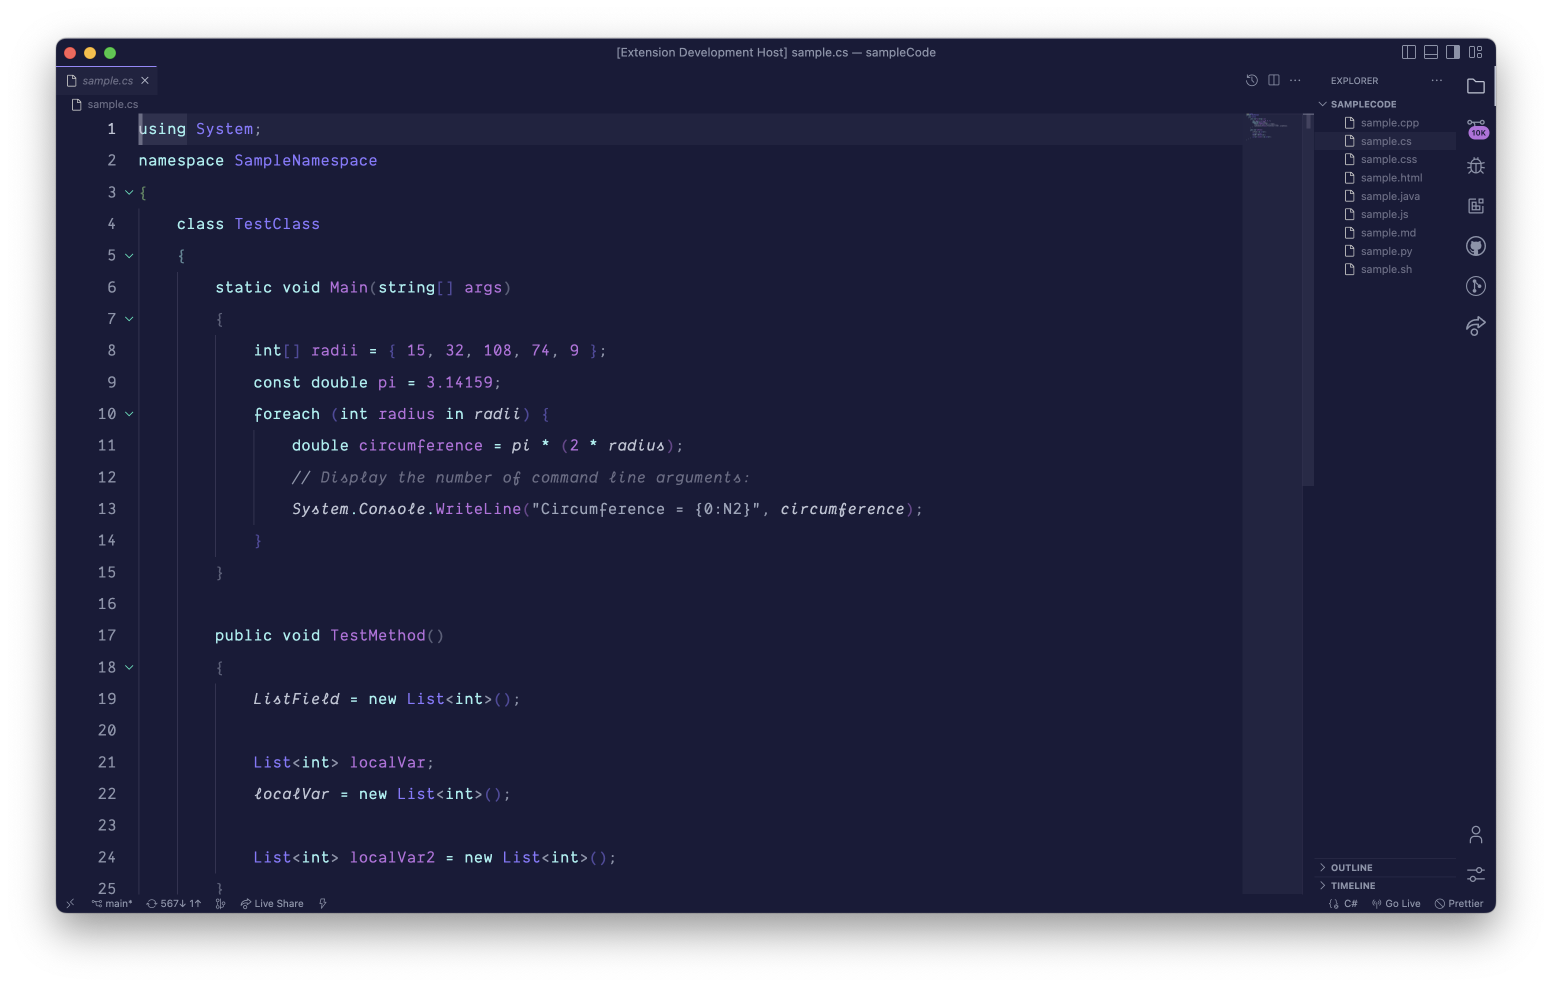 [Extension Development Host] sample.cs — sampleCode
sample.cs
sample.cs
1 using System;
2 namespace SampleNamespace
3 {
4 class TestClass
5 {
6 static void Main(string[] args)
7 {
8 int[] radii = { 15, 32, 108, 74, 9 };
9 const double pi = 3.14159;
10 foreach (int radius in radii) {
11 double circumference = pi * (2 * radius);
12 // Display the number of command line arguments:
13 System.Console.WriteLine("Circumference = {0:N2}", circumference);
14 }
15 }
16
17 public void TestMethod()
18 {
19 ListField = new List<int>();
20
21 List<int> localVar;
22 localVar = new List<int>();
23
24 List<int> localVar2 = new List<int>();
25 }
EXPLORER
SAMPLECODE
sample.cpp
sample.cs
sample.css
sample.html
sample.java
sample.js
sample.md
sample.py
sample.sh
10K
OUTLINE
TIMELINE
main* 567↓ 1↑ Live Share
C# Go Live Prettier